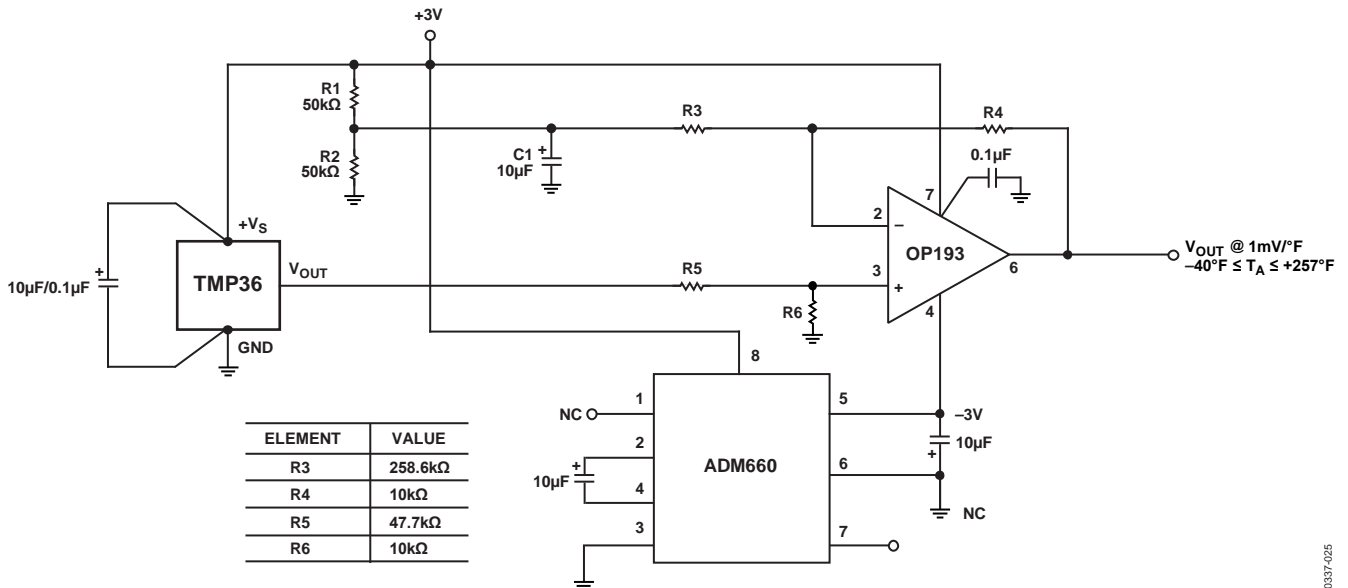 +3V
R1
50kΩ
R3
R4
R2
50kΩ
C1
10µF
+
0.1µF
+VS
7
2
–
OP193
6
VOUT @ 1mV/°F
–40°F ≤ TA ≤ +257°F
10µF/0.1µF
+
TMP36
VOUT
R5
3
+
R6
4
GND
8
NC
1
5
–3V
ELEMENT VALUE
R3 258.6kΩ
R4 10kΩ
R5 47.7kΩ
R6 10kΩ
2
10µF
+
4
ADM660
10µF
+
6
NC
3
7
0337-025